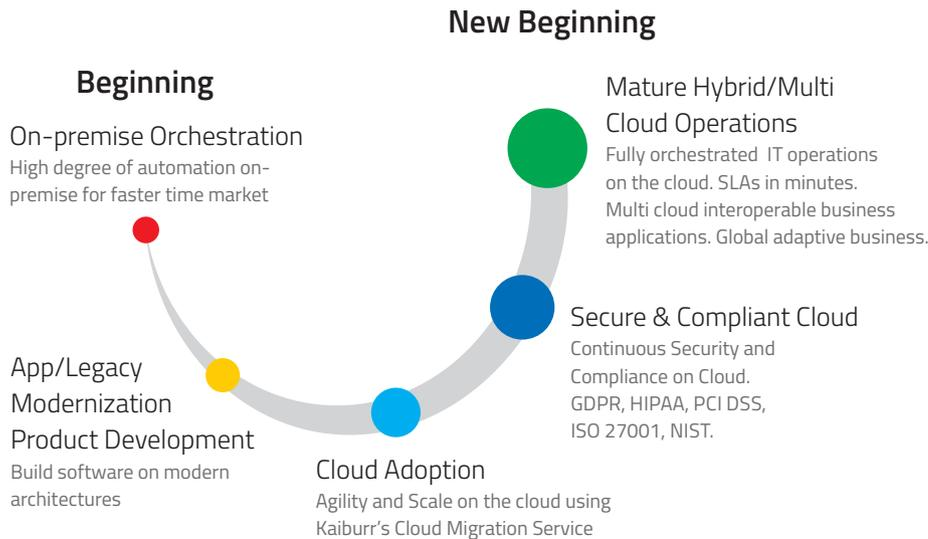 New Beginning
Beginning
On-premise Orchestration
High degree of automation on-
premise for faster time market
App/Legacy
Modernization
Product Development
Build software on modern
architectures
Cloud Adoption
Agility and Scale on the cloud using
Kaiburr's Cloud Migration Service
Secure & Compliant Cloud
Continuous Security and
Compliance on Cloud.
GDPR, HIPAA, PCI DSS,
ISO 27001, NIST.
Mature Hybrid/Multi
Cloud Operations
Fully orchestrated IT operations
on the cloud. SLAs in minutes.
Multi cloud interoperable business
applications. Global adaptive business.